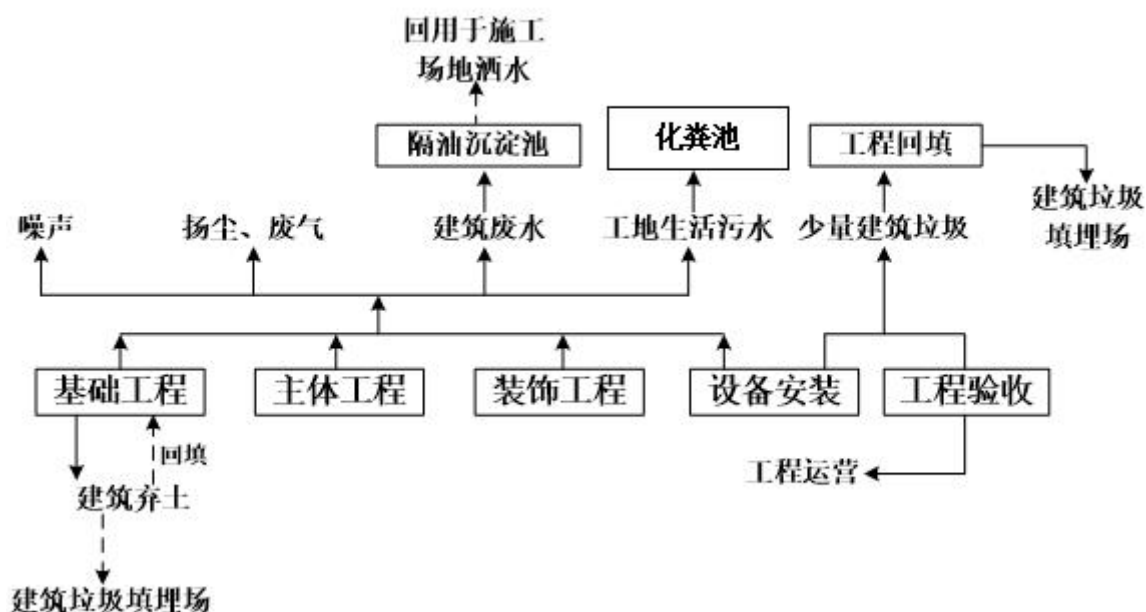 回用于施工
场地洒水
隔油沉淀池
化粪池
工程回填
噪声
扬尘、废气
建筑废水
工地生活污水
少量建筑垃圾
建筑垃圾
填埋场
基础工程
主体工程
装饰工程
设备安装
工程验收
回填
工程运营
建筑弃土
建筑垃圾填埋场